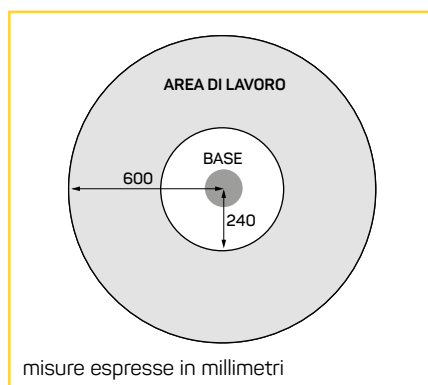 AREA DI LAVORO
BASE
600
240
misure espresse in millimetri